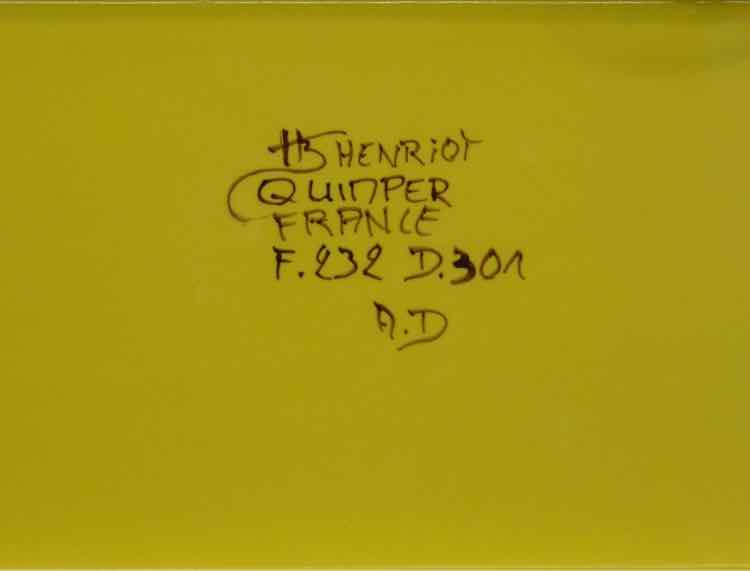 HB HENRIOT
QUIMPER
FRANCE
F.232 D.301
A.D